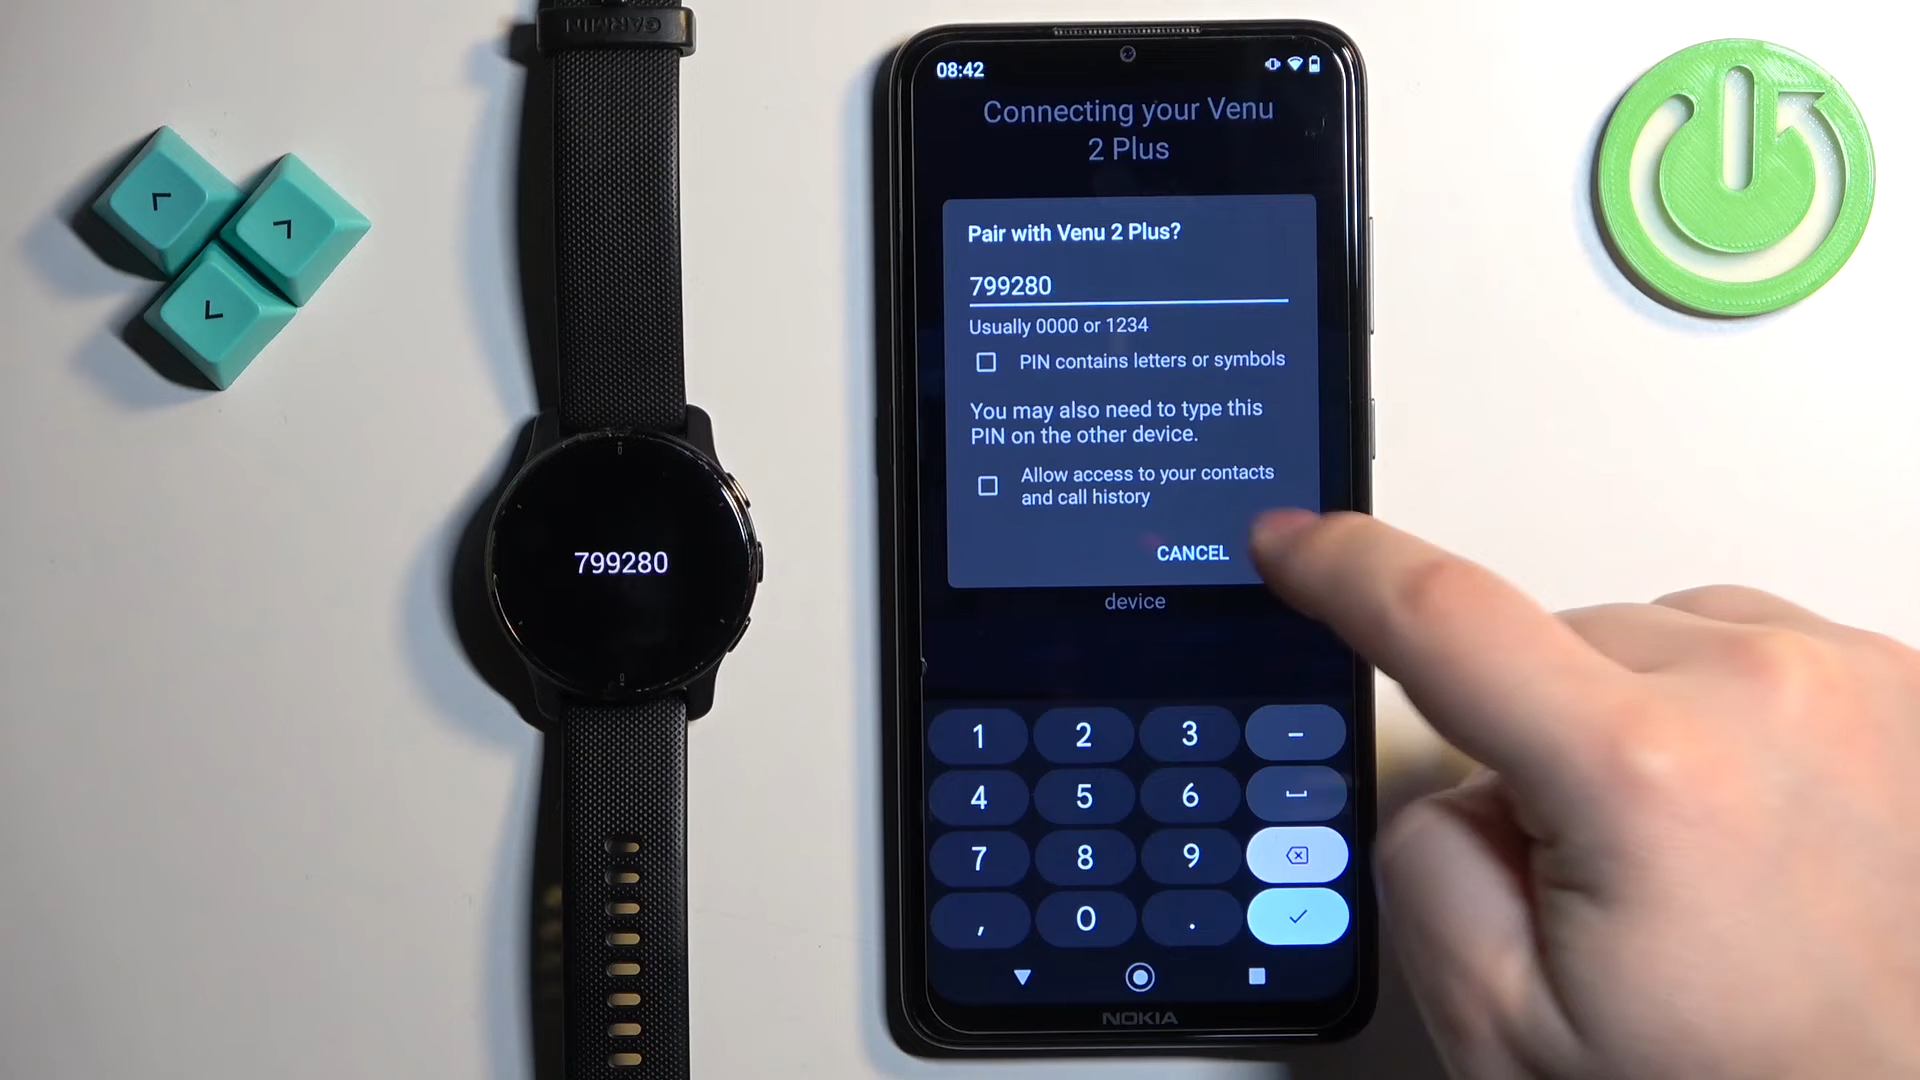 GARMIN
799280
08:42
Connecting your Venu
2 Plus
Pair with Venu 2 Plus?
799280
Usually 0000 or 1234
PIN contains letters or symbols
You may also need to type this
PIN on the other device.
Allow access to your contacts
and call history
CANCEL
device
1 2 3 –
4 5 6
7 8 9
, 0 .
NOKIA